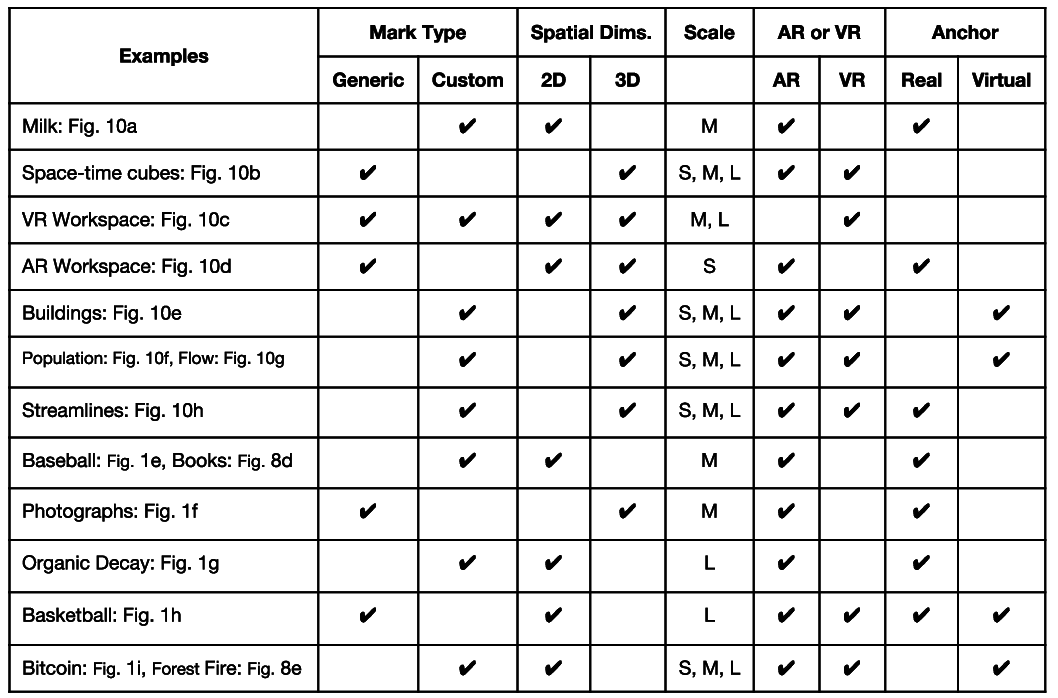 Examples Mark Type Spatial Dims. Scale AR or VR Anchor
Generic Custom 2D 3D AR VR Real Virtual
Milk: Fig. 10a ✔ ✔ M ✔ ✔
Space-time cubes: Fig. 10b ✔ ✔ S, M, L ✔ ✔
VR Workspace: Fig. 10c ✔ ✔ ✔ ✔ M, L ✔
AR Workspace: Fig. 10d ✔ ✔ ✔ S ✔ ✔
Buildings: Fig. 10e ✔ ✔ S, M, L ✔ ✔ ✔
Population: Fig. 10f, Flow: Fig. 10g ✔ ✔ S, M, L ✔ ✔ ✔
Streamlines: Fig. 10h ✔ ✔ S, M, L ✔ ✔ ✔
Baseball: Fig. 1e, Books: Fig. 8d ✔ ✔ M ✔ ✔
Photographs: Fig. 1f ✔ ✔ M ✔ ✔
Organic Decay: Fig. 1g ✔ ✔ L ✔ ✔
Basketball: Fig. 1h ✔ ✔ L ✔ ✔ ✔ ✔
Bitcoin: Fig. 1i, Forest Fire: Fig. 8e ✔ ✔ S, M, L ✔ ✔ ✔